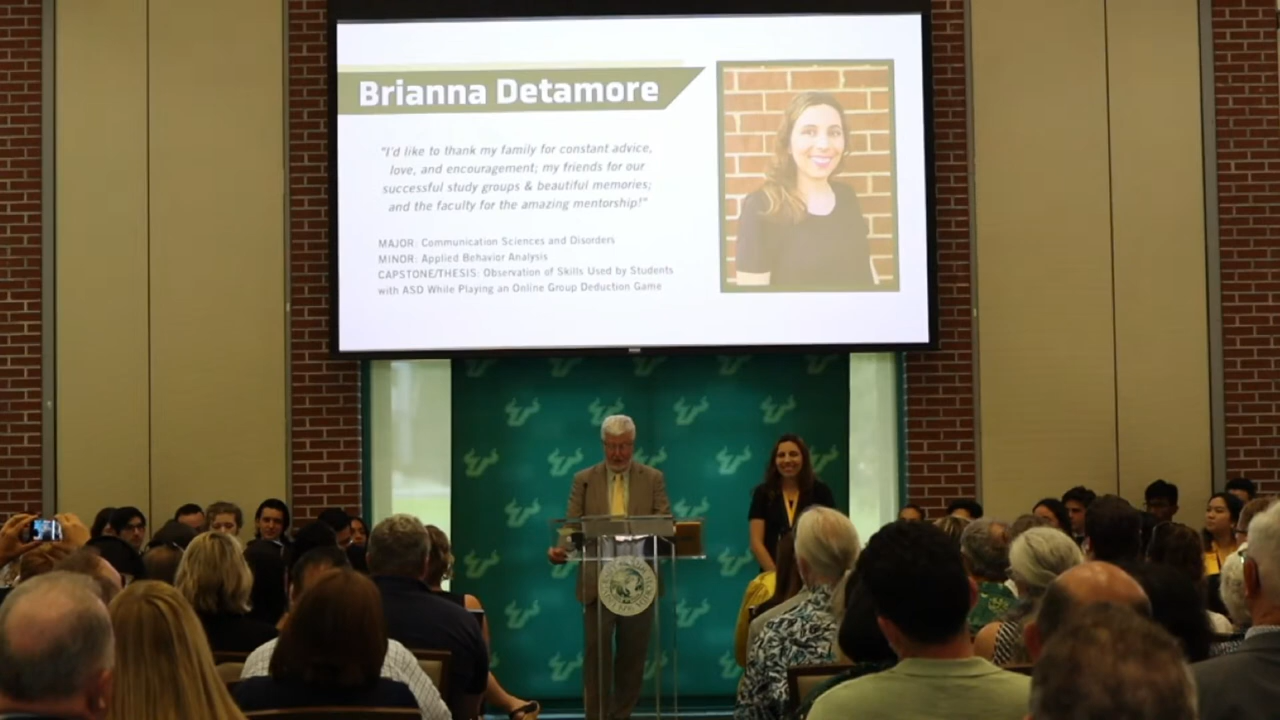 Brianna Detamore
"I'd like to thank my family for constant advice,
love, and encouragement; my friends for our
successful study groups & beautiful memories;
and the faculty for the amazing mentorship!"
MAJOR: Communication Sciences and Disorders
MINOR: Applied Behavior Analysis
CAPSTONE/THESIS: Observation of Skills Used by Students
with ASD While Playing an Online Group Deduction Game